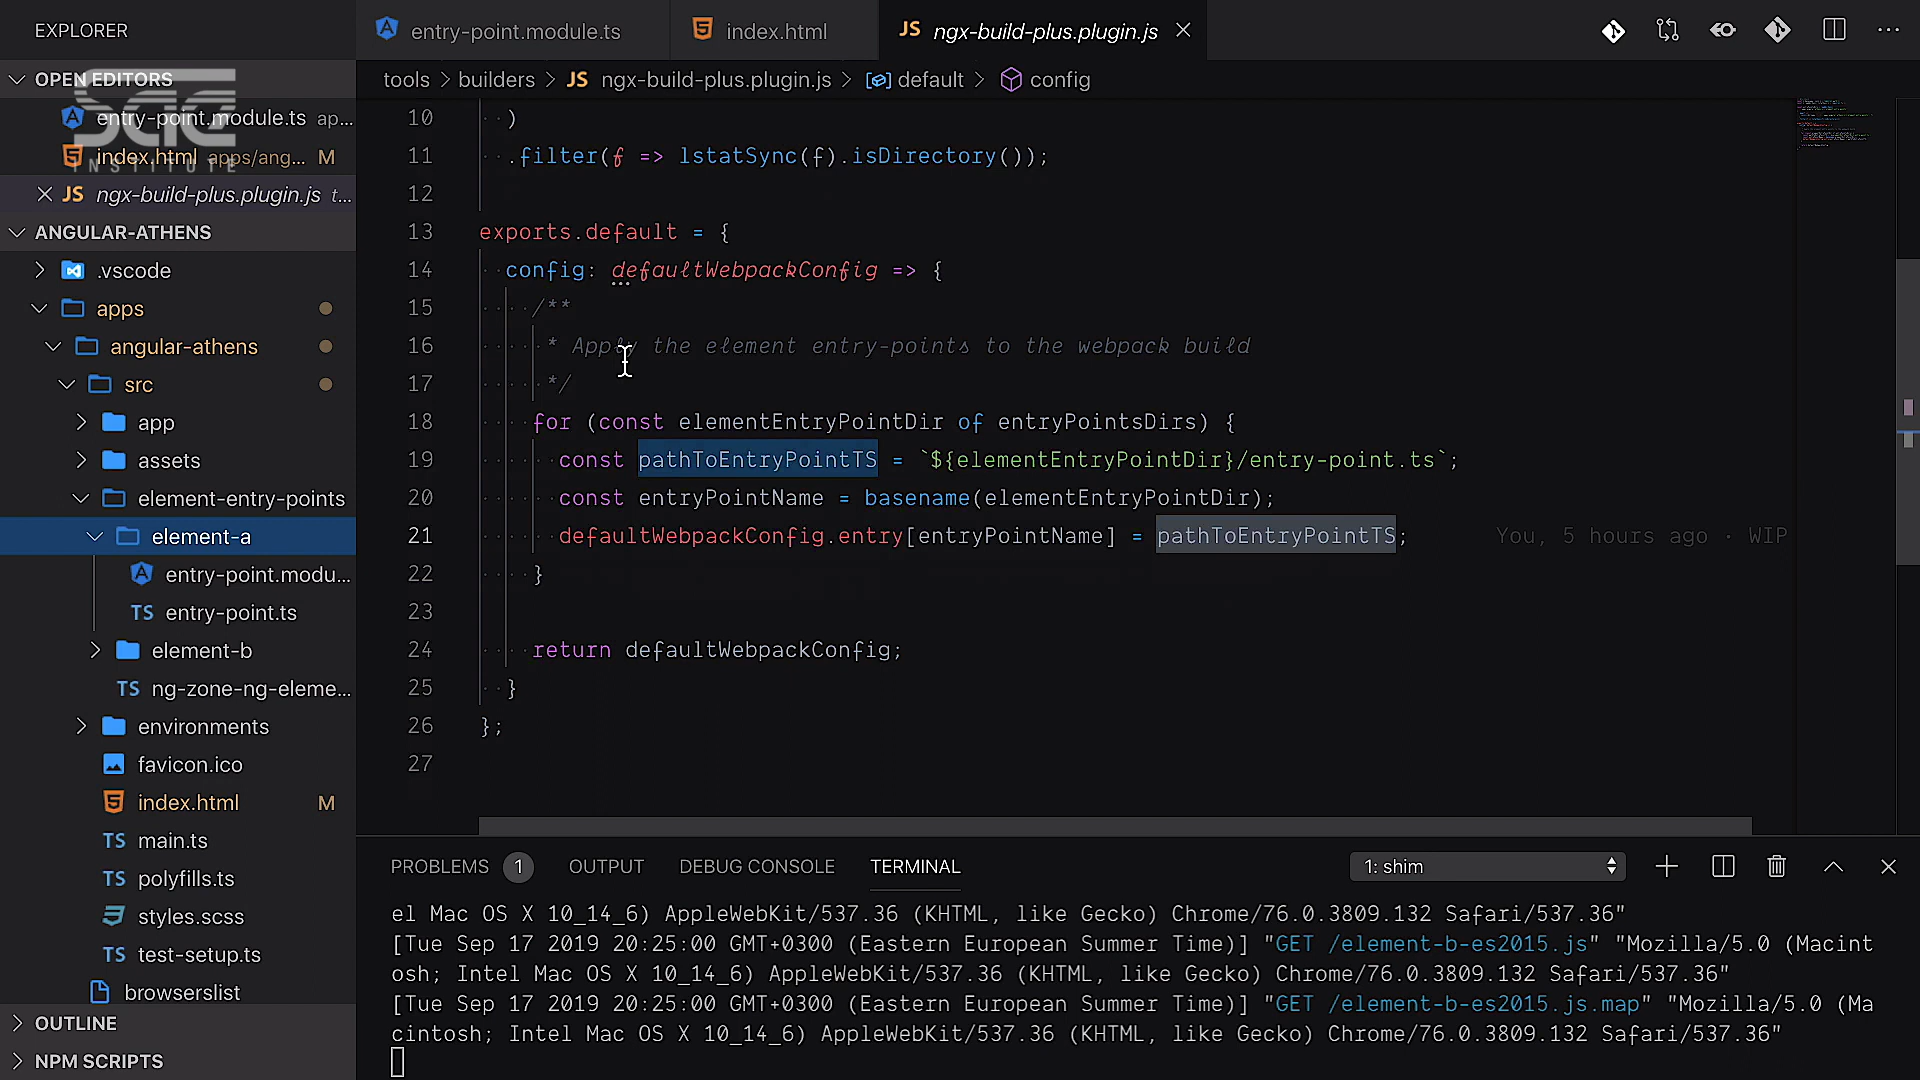 EXPLORER
entry-point.module.ts
index.html
JS ngx-build-plus.plugin.js
OPEN EDITORS
SAE
INSTITUTE
entry-point.module.ts ap...
index.html apps/ang... M
JS ngx-build-plus.plugin.js t...
ANGULAR-ATHENS
.vscode
apps
angular-athens
src
app
assets
element-entry-points
element-a
entry-point.modu...
TS entry-point.ts
element-b
TS ng-zone-ng-eleme...
environments
favicon.ico
index.html M
TS main.ts
TS polyfills.ts
styles.scss
TS test-setup.ts
browserslist
OUTLINE
NPM SCRIPTS
tools > builders > JS ngx-build-plus.plugin.js > default > config
10 )
11 .filter(f => lstatSync(f).isDirectory());
12
13 exports.default = {
14 config: defaultWebpackConfig => {
15 /**
16 * Apply the element entry-points to the webpack build
17 */
18 for (const elementEntryPointDir of entryPointsDirs) {
19 const pathToEntryPointTS = `${elementEntryPointDir}/entry-point.ts`;
20 const entryPointName = basename(elementEntryPointDir);
21 defaultWebpackConfig.entry[entryPointName] = pathToEntryPointTS; You, 5 hours ago • WIP
22 }
23
24 return defaultWebpackConfig;
25 }
26 };
27
PROBLEMS 1 OUTPUT DEBUG CONSOLE TERMINAL 1: shim
el Mac OS X 10_14_6) AppleWebKit/537.36 (KHTML, like Gecko) Chrome/76.0.3809.132 Safari/537.36"
[Tue Sep 17 2019 20:25:00 GMT+0300 (Eastern European Summer Time)] "GET /element-b-es2015.js" "Mozilla/5.0 (Macint
osh; Intel Mac OS X 10_14_6) AppleWebKit/537.36 (KHTML, like Gecko) Chrome/76.0.3809.132 Safari/537.36"
[Tue Sep 17 2019 20:25:00 GMT+0300 (Eastern European Summer Time)] "GET /element-b-es2015.js.map" "Mozilla/5.0 (Ma
cintosh; Intel Mac OS X 10_14_6) AppleWebKit/537.36 (KHTML, like Gecko) Chrome/76.0.3809.132 Safari/537.36"